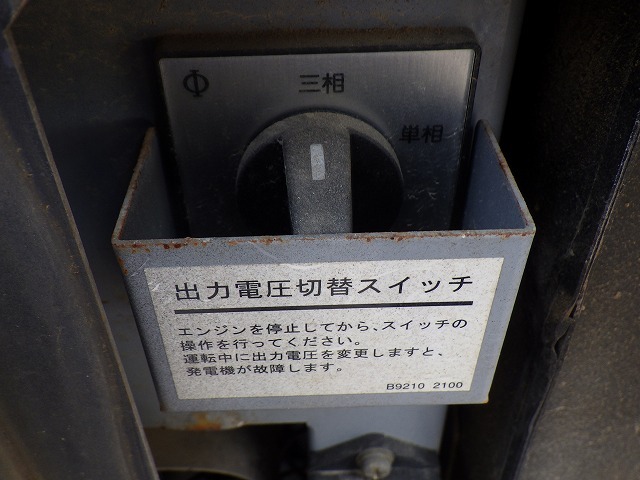 Φ
三相
単相
出力電圧切替スイッチ
エンジンを停止してから、スイッチの
操作を行ってください。
運転中に出力電圧を変更しますと、
発電機が故障します。
B9210 2100